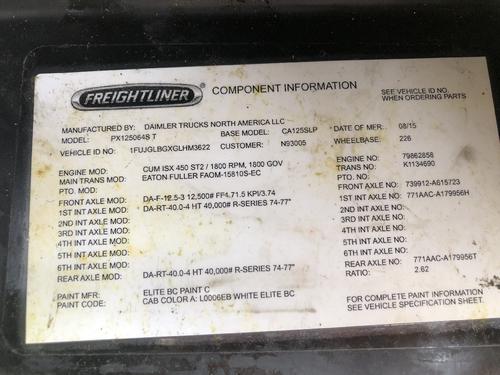 FREIGHTLINER
COMPONENT INFORMATION
SEE VEHICLE ID NO.
WHEN ORDERING PARTS
MANUFACTURED BY: DAIMLER TRUCKS NORTH AMERICA LLC
MODEL: PX125064S T BASE MODEL: CA125SLP DATE OF MFR: 08/15
VEHICLE ID NO: 1FUJGLBGXGLHM3622 CUSTOMER: N93005 WHEELBASE: 226
ENGINE MOD: CUM ISX 450 ST2 / 1800 RPM, 1800 GOV ENGINE NO: 79862858
MAIN TRANS MOD: EATON FULLER FAOM-15810S-EC TRANS NO: K1134690
PTO. MOD: PTO. NO:
FRONT AXLE MOD: DA-F-12.5-3 12,500# FF4.71.5 KPI/3.74 FRONT AXLE NO: 739912-A615723
1ST INT AXLE MOD: DA-RT-40.0-4 HT 40,000# R-SERIES 74-77" 1ST INT AXLE NO: 771AAC-A179956H
2ND INT AXLE MOD: 2ND INT AXLE NO:
3RD INT AXLE MOD: 3RD INT AXLE NO:
4TH INT AXLE MOD: 4TH INT AXLE NO:
5TH INT AXLE MOD: 5TH INT AXLE NO:
6TH INT AXLE MOD: 6TH INT AXLE NO:
REAR AXLE MOD: DA-RT-40.0-4 HT 40,000# R-SERIES 74-77" REAR AXLE NO: 771AAC-A179956T
RATIO: 2.62
PAINT MFR: ELITE BC PAINT C
PAINT CODE: CAB COLOR A: L0006EB WHITE ELITE BC
FOR COMPLETE PAINT INFORMATION
SEE VEHICLE SPECIFICATION SHEET.